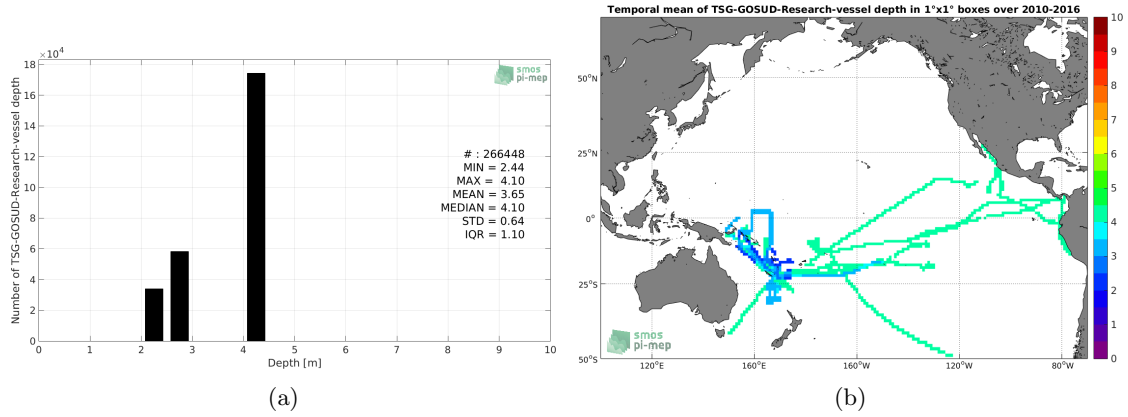 ×10⁴
18
16
14
12
10
8
6
4
2
0
Number of TSG-GOSUD-Research-vessel depth
smos
pi-mep
# : 266448
MIN = 2.44
MAX = 4.10
MEAN = 3.65
MEDIAN = 4.10
STD = 0.64
IQR = 1.10
0 1 2 3 4 5 6 7 8 9 10
Depth [m]
(a)
Temporal mean of TSG-GOSUD-Research-vessel depth in 1°x1° boxes over 2010-2016
50°N
25°N
0°
25°S
50°S
smos
pi-mep
120°E 160°E 160°W 120°W 80°W
10
9
8
7
6
5
4
3
2
1
0
(b)